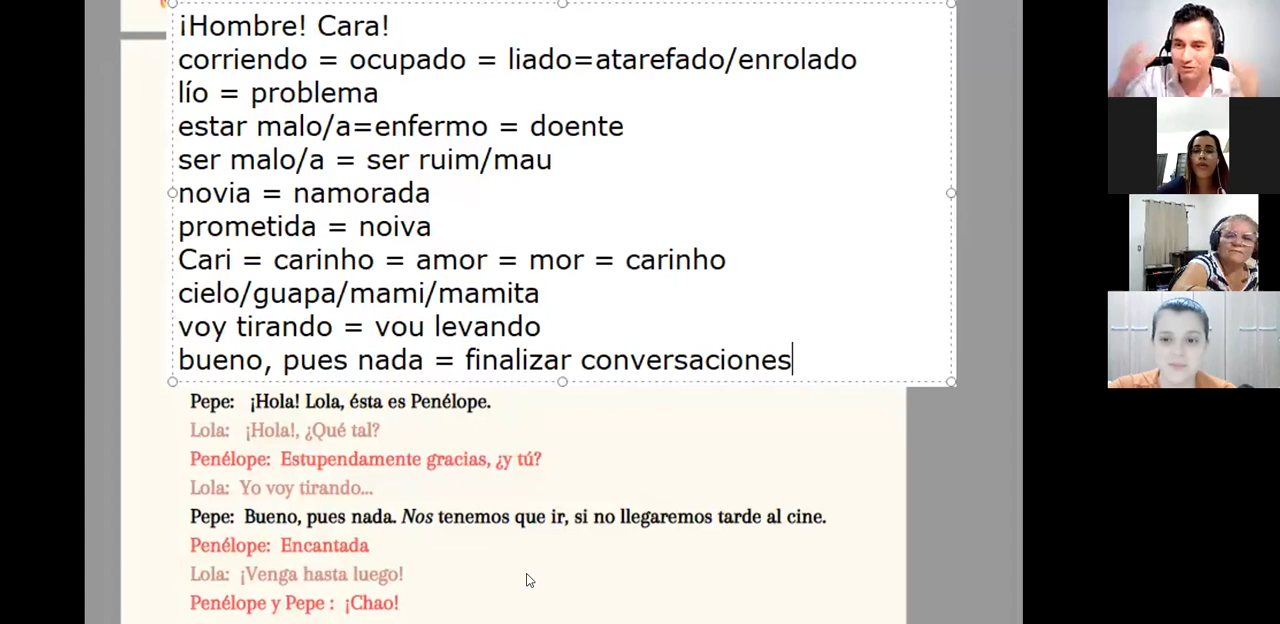 ¡Hombre! Cara!
corriendo = ocupado = liado=atarefado/enrolado
lío = problema
estar malo/a=enfermo = doente
ser malo/a = ser ruim/mau
novia = namorada
prometida = noiva
Cari = carinho = amor = mor = carinho
cielo/guapa/mami/mamita
voy tirando = vou levando
bueno, pues nada = finalizar conversaciones
Pepe: ¡Hola! Lola, ésta es Penélope.
Lola: ¡Hola!, ¿Qué tal?
Penélope: Estupendamente gracias, ¿y tú?
Lola: Yo voy tirando...
Pepe: Bueno, pues nada. Nos tenemos que ir, si no llegaremos tarde al cine.
Penélope: Encantada
Lola: ¡Venga hasta luego!
Penélope y Pepe : ¡Chao!